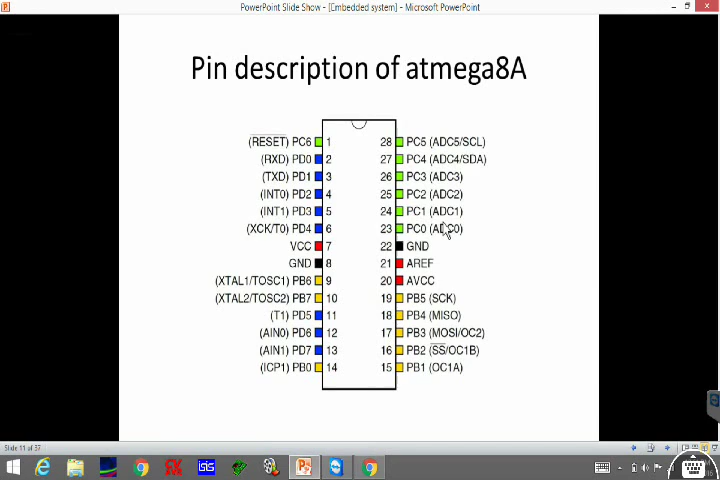 PowerPoint Slide Show - [Embedded system] - Microsoft PowerPoint
Pin description of atmega8A
(RESET) PC6 1 28 PC5 (ADC5/SCL)
(RXD) PD0 2 27 PC4 (ADC4/SDA)
(TXD) PD1 3 26 PC3 (ADC3)
(INT0) PD2 4 25 PC2 (ADC2)
(INT1) PD3 5 24 PC1 (ADC1)
(XCK/T0) PD4 6 23 PC0 (ADC0)
VCC 7 22 GND
GND 8 21 AREF
(XTAL1/TOSC1) PB6 9 20 AVCC
(XTAL2/TOSC2) PB7 10 19 PB5 (SCK)
(T1) PD5 11 18 PB4 (MISO)
(AIN0) PD6 12 17 PB3 (MOSI/OC2)
(AIN1) PD7 13 16 PB2 (SS/OC1B)
(ICP1) PB0 14 15 PB1 (OC1A)
Slide 11 of 37
isis